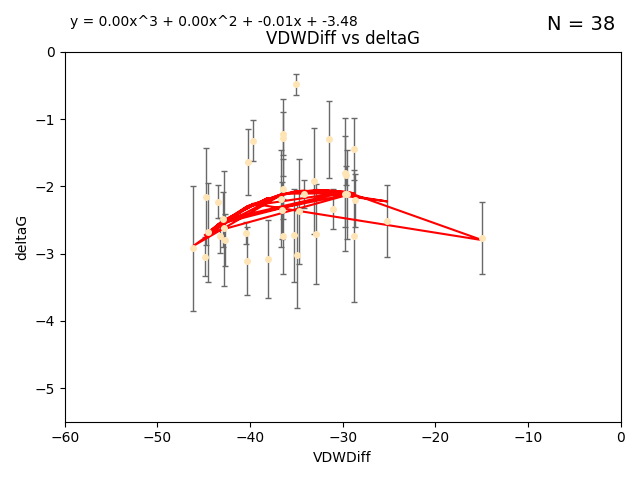 y = 0.00x^3 + 0.00x^2 + -0.01x + -3.48
N = 38
VDWDiff vs deltaG
0
−1
−2
−3
−4
−5
deltaG
−60 −50 −40 −30 −20 −10 0
VDWDiff